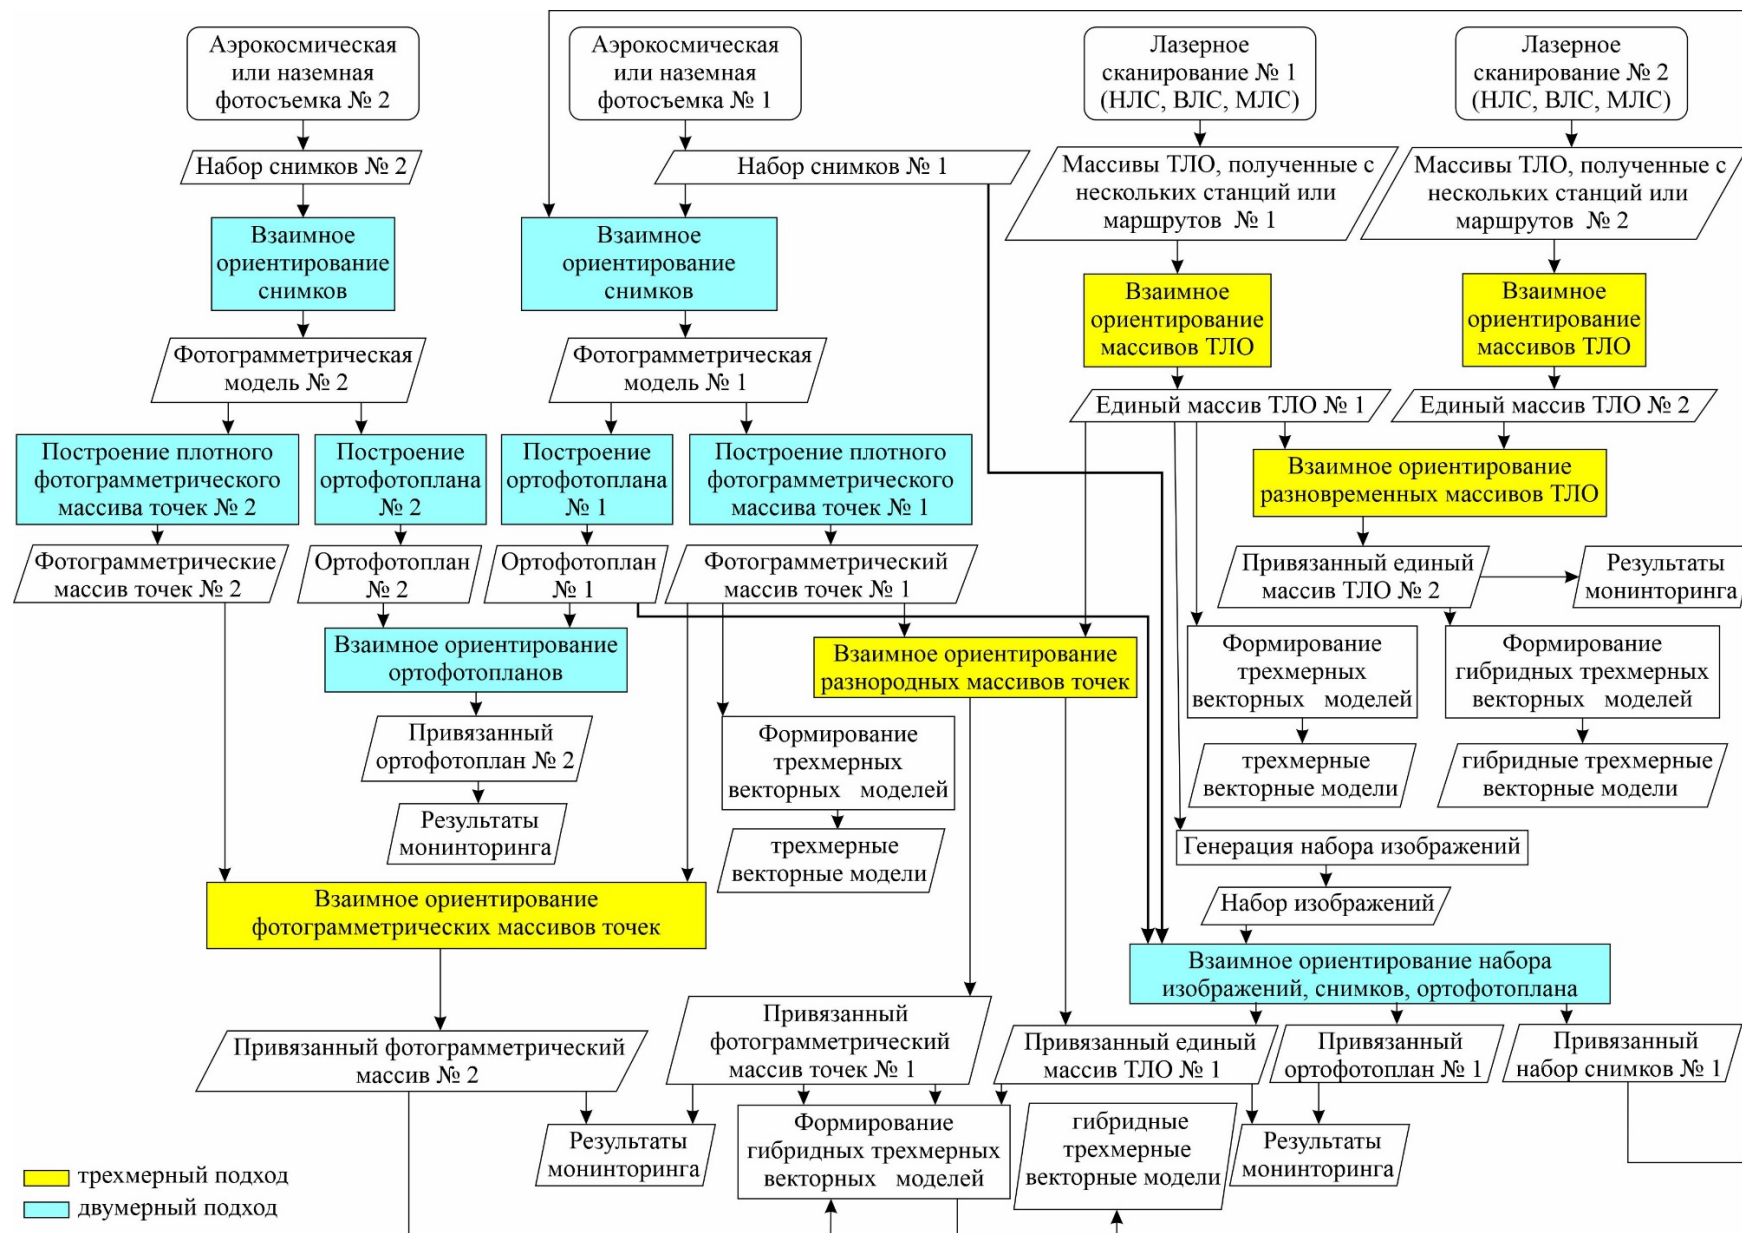 Аэрокосмическая
или наземная
фотосъемка № 2
Аэрокосмическая
или наземная
фотосъемка № 1
Лазерное
сканирование № 1
(НЛС, ВЛС, МЛС)
Лазерное
сканирование № 2
(НЛС, ВЛС, МЛС)
Набор снимков № 2
Набор снимков № 1
Массивы ТЛО, полученные с
нескольких станций или
маршрутов № 1
Массивы ТЛО, полученные с
нескольких станций или
маршрутов № 2
Взаимное
ориентирование
снимков
Взаимное
ориентирование
снимков
Взаимное
ориентирование
массивов ТЛО
Взаимное
ориентирование
массивов ТЛО
Фотограмметрическая
модель № 2
Фотограмметрическая
модель № 1
Единый массив ТЛО № 1
Единый массив ТЛО № 2
Построение плотного
фотограмметрического
массива точек № 2
Построение
ортофотоплана
№ 2
Построение
ортофотоплана
№ 1
Построение плотного
фотограмметрического
массива точек № 1
Взаимное ориентирование
разновременных массивов ТЛО
Фотограмметрические
массив точек № 2
Ортофотоплан
№ 2
Ортофотоплан
№ 1
Фотограмметрический
массив точек № 1
Привязанный единый
массив ТЛО № 2
Результаты
монинторинга
Взаимное ориентирование
ортофотопланов
Взаимное ориентирование
разнородных массивов точек
Формирование
трехмерных
векторных моделей
Формирование
гибридных трехмерных
векторных моделей
Привязанный
ортофотоплан № 2
Формирование
трехмерных
векторных моделей
трехмерные
векторные модели
гибридные трехмерные
векторные модели
Результаты
монинторинга
трехмерные
векторные модели
Генерация набора изображений
Набор изображений
Взаимное ориентирование
фотограмметрических массивов точек
Взаимное ориентирование набора
изображений, снимков, ортофотоплана
Привязанный фотограмметрический
массив № 2
Привязанный
фотограмметрический
массив точек № 1
Привязанный единый
массив ТЛО № 1
Привязанный
ортофотоплан № 1
Привязанный
набор снимков № 1
Результаты
монинторинга
Формирование
гибридных трехмерных
векторных моделей
гибридные
трехмерные
векторные модели
Результаты
монинторинга
трехмерный подход
двумерный подход